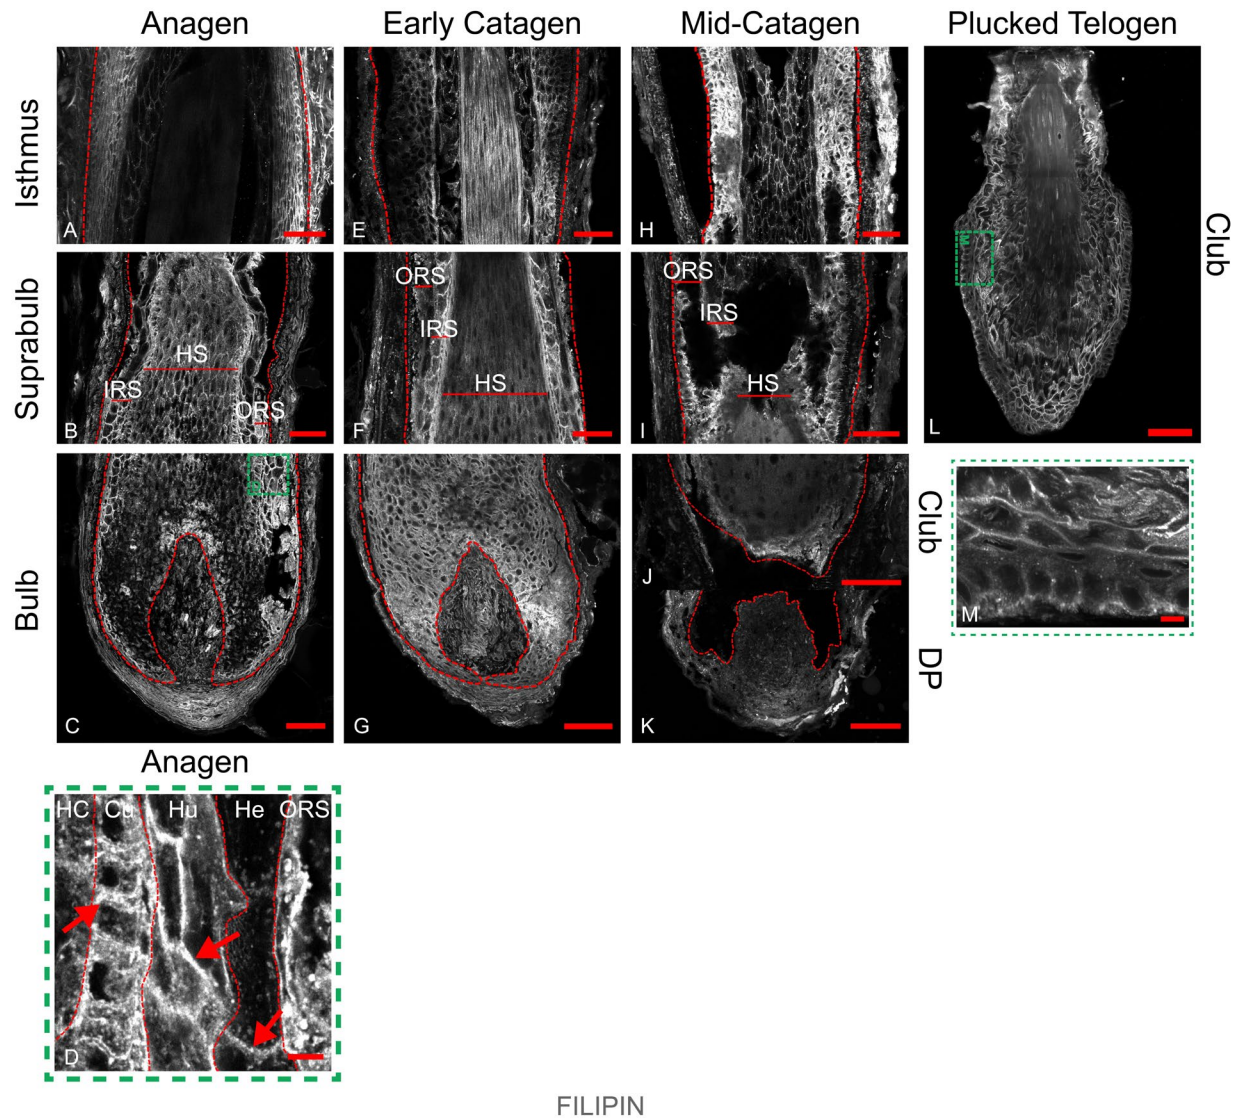 Anagen
Early Catagen
Mid-Catagen
Plucked Telogen
Isthmus
A
E
H
Suprabulb
HS
IRS
ORS
B
ORS
IRS
HS
F
ORS
IRS
HS
I
M
L
Club
Bulb
D
C
G
J
K
Club
DP
M
Anagen
HC Cu Hu He ORS
D
FILIPIN